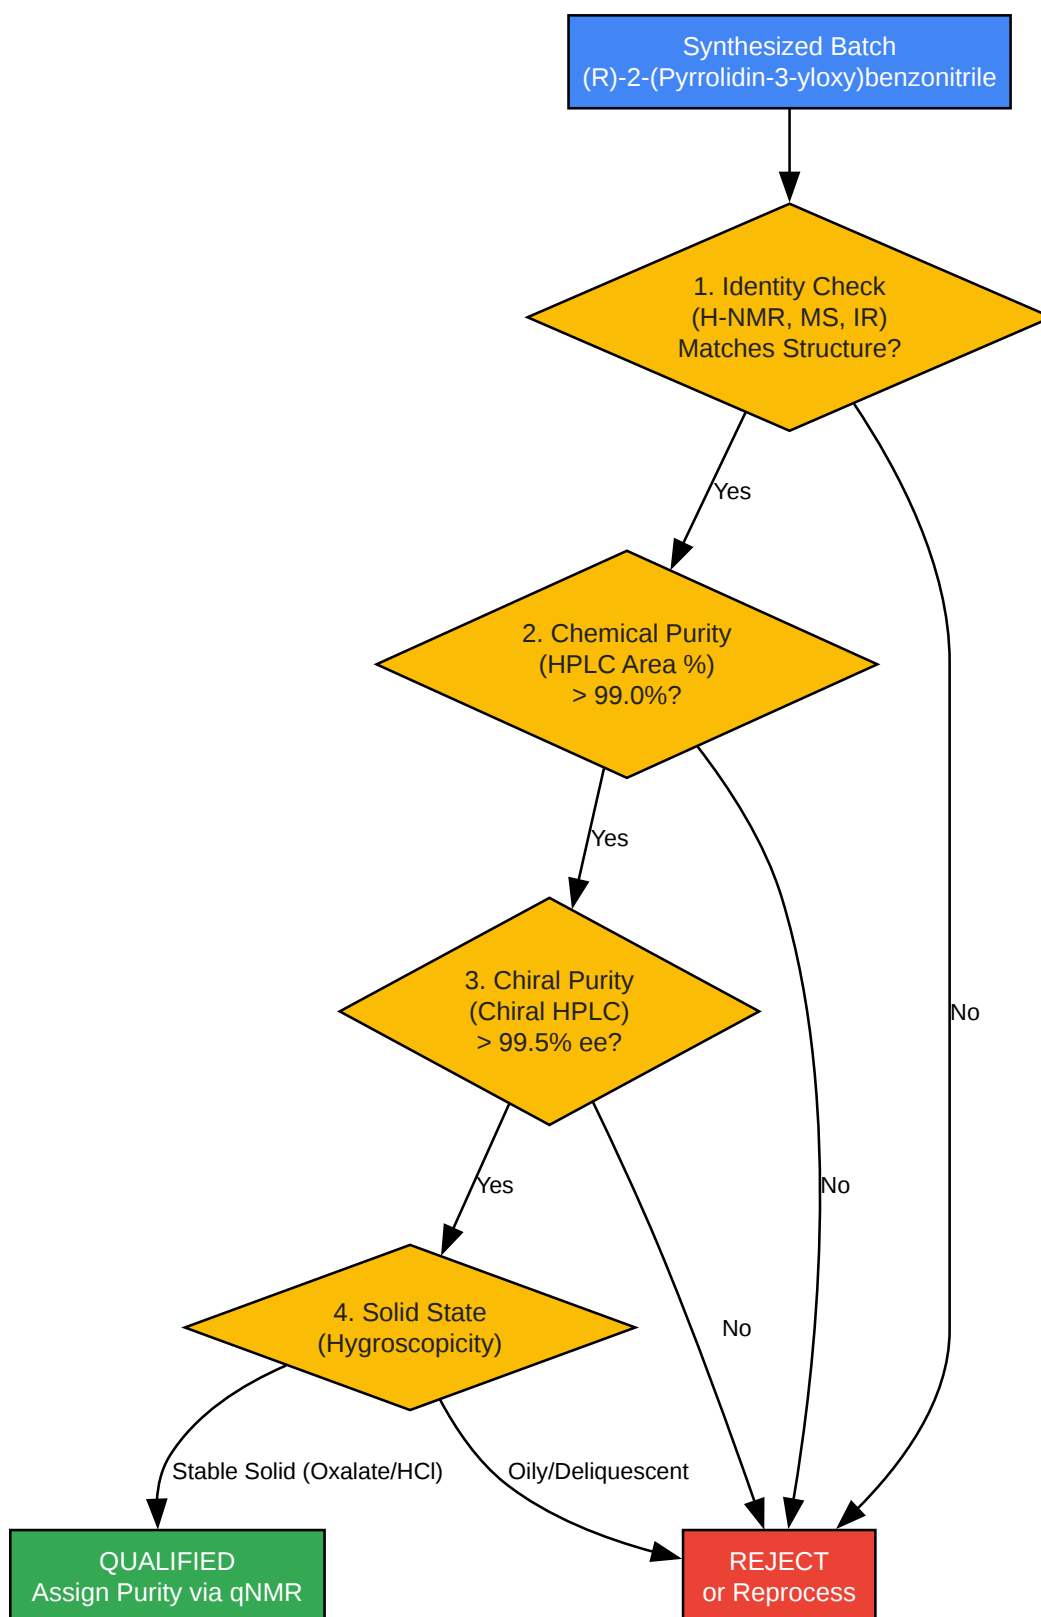 Synthesized Batch
(R)-2-(Pyrrolidin-3-yloxy)benzonitrile
1. Identity Check
(H-NMR, MS, IR)
Matches Structure?
Yes
2. Chemical Purity
(HPLC Area %)
> 99.0%?
Yes
3. Chiral Purity
(Chiral HPLC)
> 99.5% ee?
No
Yes
No
4. Solid State
(Hygroscopicity)
No
Stable Solid (Oxalate/HCl)
Oily/Deliquescent
QUALIFIED
Assign Purity via qNMR
REJECT
or Reprocess